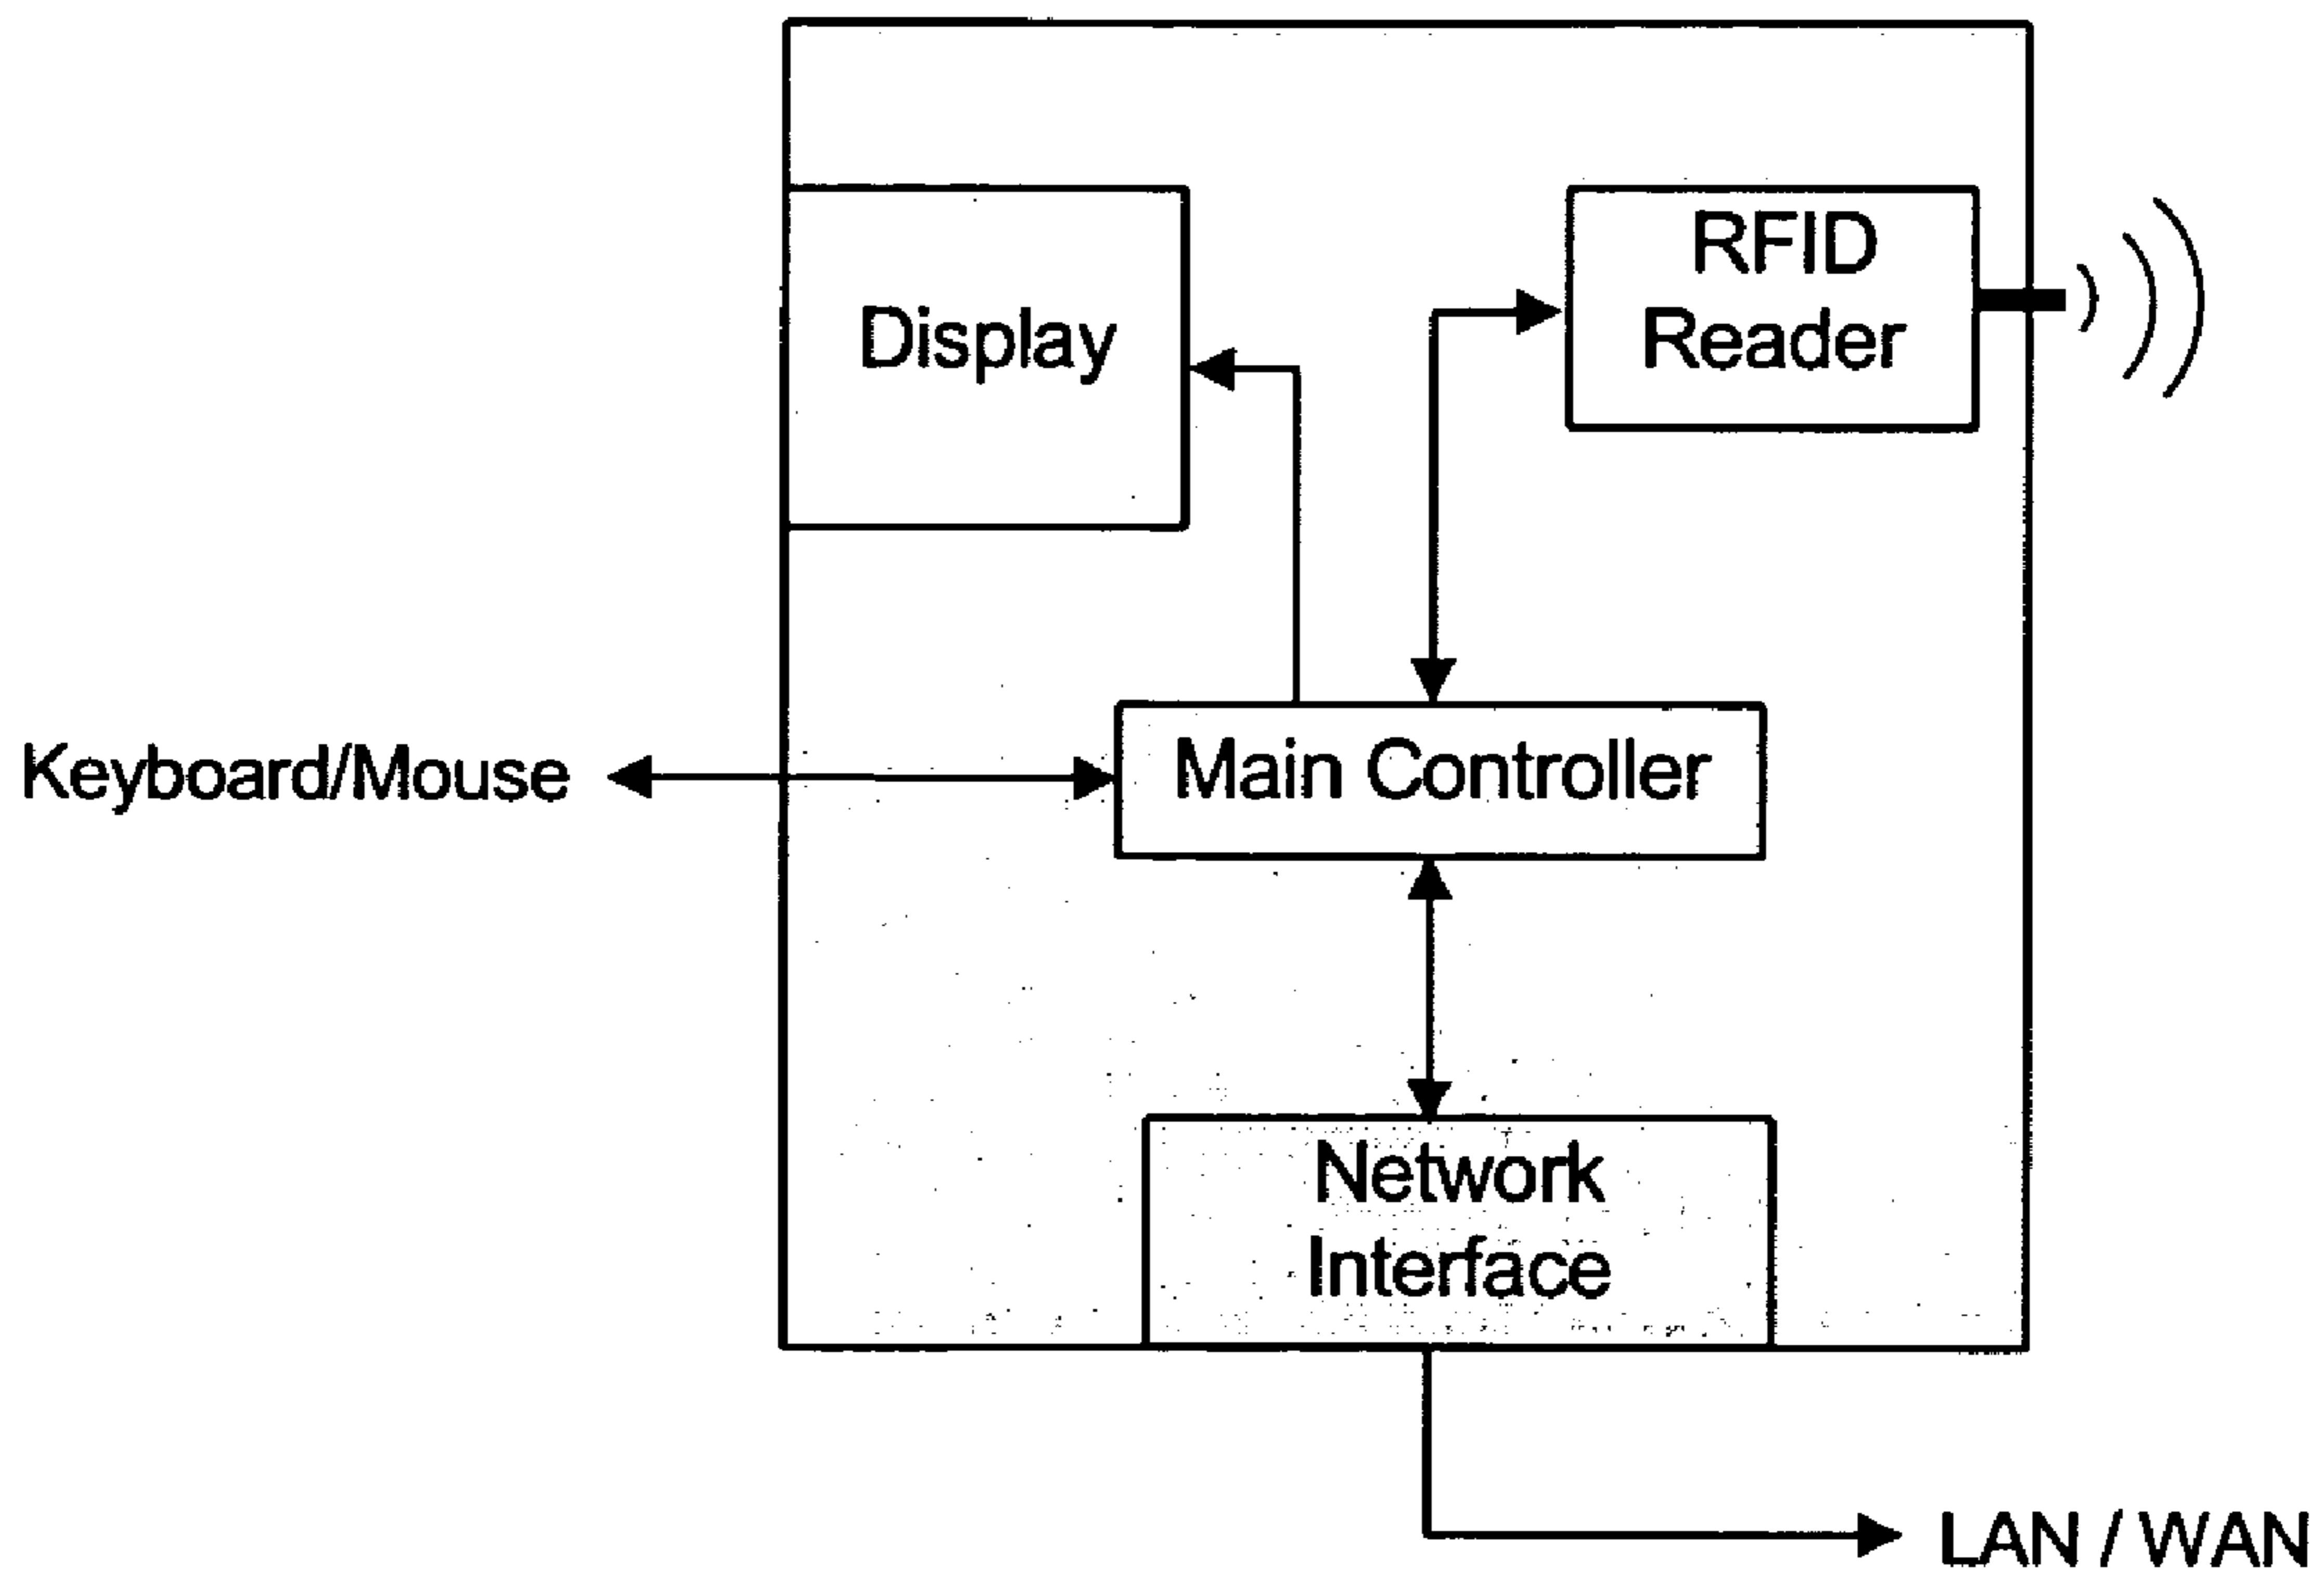 RFID
Reader
Display
Keyboard/Mouse
Main Controller
Network
Interface
LAN / WAN